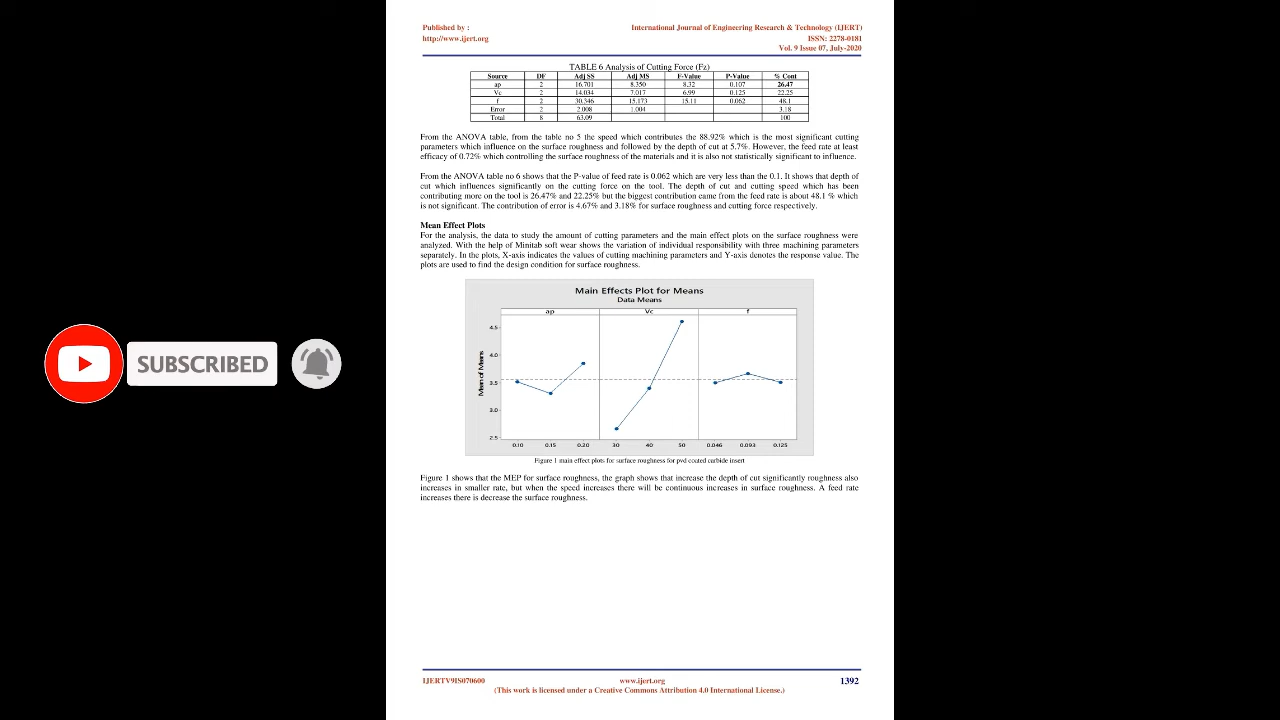 Published by :
International Journal of Engineering Research & Technology (IJERT)
http://www.ijert.org
ISSN: 2278-0181
Vol. 9 Issue 07, July-2020
TABLE 6 Analysis of Cutting Force (Fz)
Source DF Adj SS Adj MS F-Value P-Value % Cont
ap 2 16.701 8.350 8.32 0.107 26.47
Vc 2 14.034 7.017 6.99 0.125 22.25
f 2 30.346 15.173 15.11 0.062 48.1
Error 2 2.008 1.004 3.18
Total 8 63.09 100
From the ANOVA table, from the table no 5 the speed which contributes the 88.92% which is the most significant cutting
parameters which influence on the surface roughness and followed by the depth of cut at 5.7%. However, the feed rate at least
efficacy of 0.72% which controlling the surface roughness of the materials and it is also not statistically significant to influence.
From the ANOVA table no 6 shows that the P-value of feed rate is 0.062 which are very less than the 0.1. It shows that depth of
cut which influences significantly on the cutting force on the tool. The depth of cut and cutting speed which has been
contributing more on the tool is 26.47% and 22.25% but the biggest contribution came from the feed rate is about 48.1 % which
is not significant. The contribution of error is 4.67% and 3.18% for surface roughness and cutting force respectively.
Mean Effect Plots
For the analysis, the data to study the amount of cutting parameters and the main effect plots on the surface roughness were
analyzed. With the help of Minitab soft wear shows the variation of individual responsibility with three machining parameters
separately. In the plots, X-axis indicates the values of cutting machining parameters and Y-axis denotes the response value. The
plots are used to find the design condition for surface roughness.
Main Effects Plot for Means
Data Means
ap Vc f
4.5
4.0
3.5
3.0
2.5
Mean of Means
0.10 0.15 0.20 30 40 50 0.046 0.093 0.125
Figure 1 main effect plots for surface roughness for pvd coated carbide insert
Figure 1 shows that the MEP for surface roughness, the graph shows that increase the depth of cut significantly roughness also
increases in smaller rate, but when the speed increases there will be continuous increases in surface roughness. A feed rate
increases there is decrease the surface roughness.
SUBSCRIBED
IJERTV9IS070600
www.ijert.org
1392
(This work is licensed under a Creative Commons Attribution 4.0 International License.)